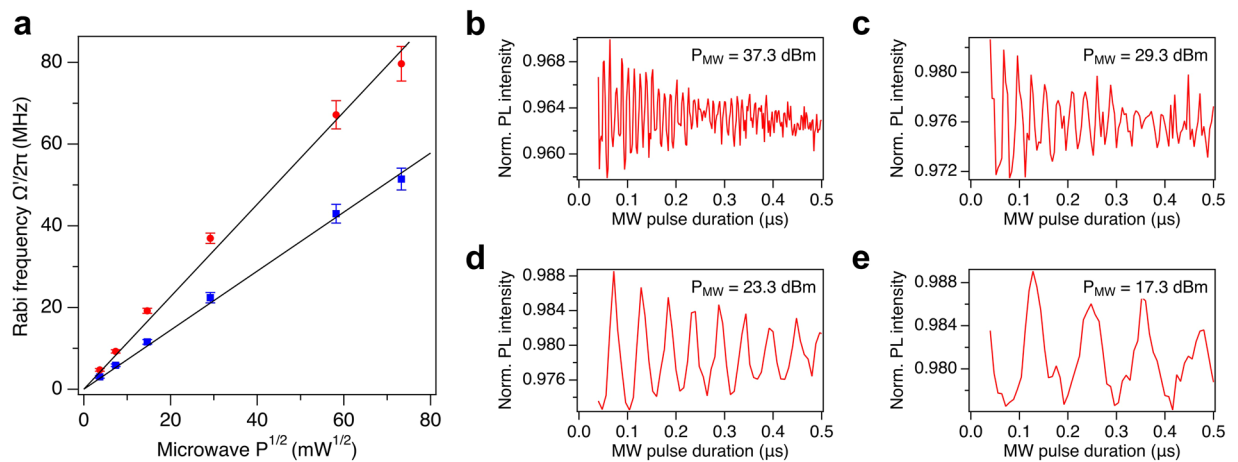 a
80
60
40
20
0
Rabi frequency Ω'/2π (MHz)
0 20 40 60 80
Microwave P^1/2 (mW^1/2)
b
P_MW = 37.3 dBm
0.968
0.964
0.960
Norm. PL intensity
0.0 0.1 0.2 0.3 0.4 0.5
MW pulse duration (μs)
c
P_MW = 29.3 dBm
0.980
0.976
0.972
Norm. PL intensity
0.0 0.1 0.2 0.3 0.4 0.5
MW pulse duration (μs)
d
P_MW = 23.3 dBm
0.988
0.984
0.980
0.976
Norm. PL intensity
0.0 0.1 0.2 0.3 0.4 0.5
MW pulse duration (μs)
e
P_MW = 17.3 dBm
0.988
0.984
0.980
Norm. PL intensity
0.0 0.1 0.2 0.3 0.4 0.5
MW pulse duration (μs)